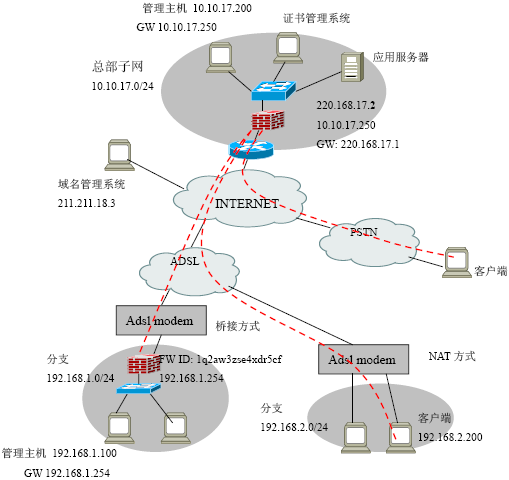 管理主机 10.10.17.200
GW 10.10.17.250
证书管理系统
应用服务器
总部子网
10.10.17.0/24
220.168.17.2
10.10.17.250
GW: 220.168.17.1
域名管理系统
211.211.18.3
INTERNET
PSTN
客户端
ADSL
Adsl modem
桥接方式
分支
192.168.1.0/24
FW ID: 1q2aw3zse4xdr5cf
192.168.1.254
Adsl modem
NAT 方式
分支
192.168.2.0/24
客户端
192.168.2.200
管理主机 192.168.1.100
GW 192.168.1.254